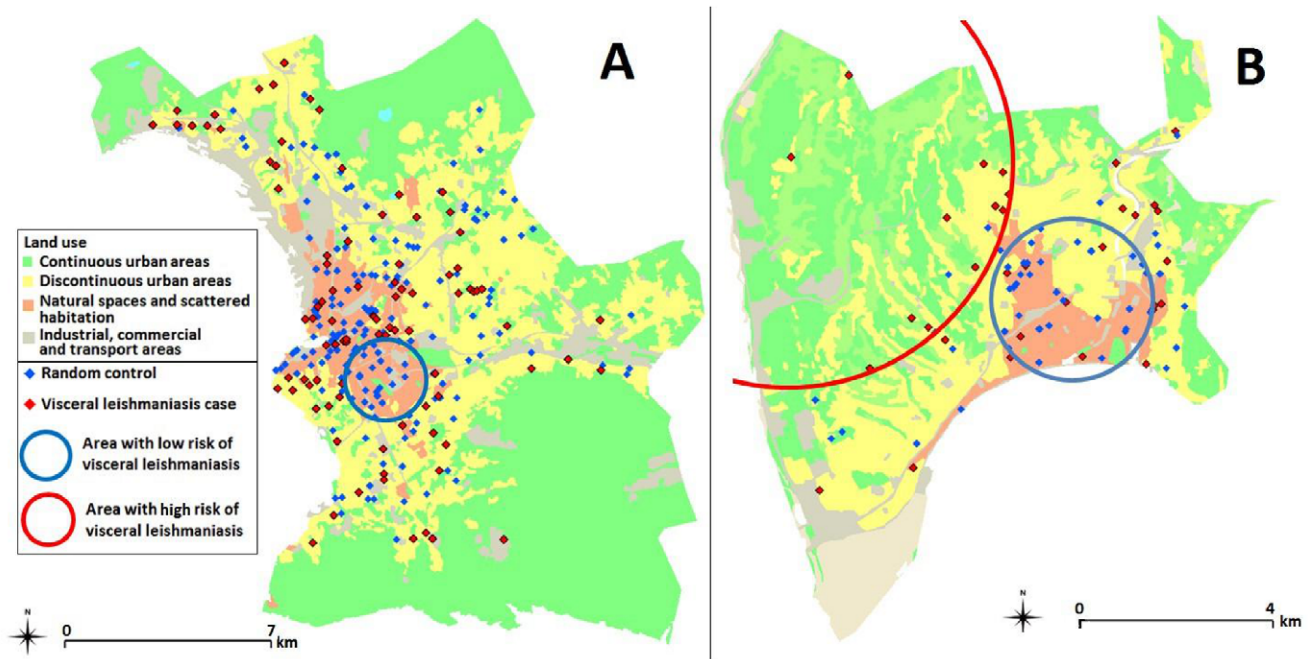 A
B
Land use
Continuous urban areas
Discontinuous urban areas
Natural spaces and scattered
habitation
Industrial, commercial
and transport areas
Random control
Visceral leishmaniasis case
Area with low risk of
visceral leishmaniasis
Area with high risk of
visceral leishmaniasis
N
0
7
km
N
0
4
km